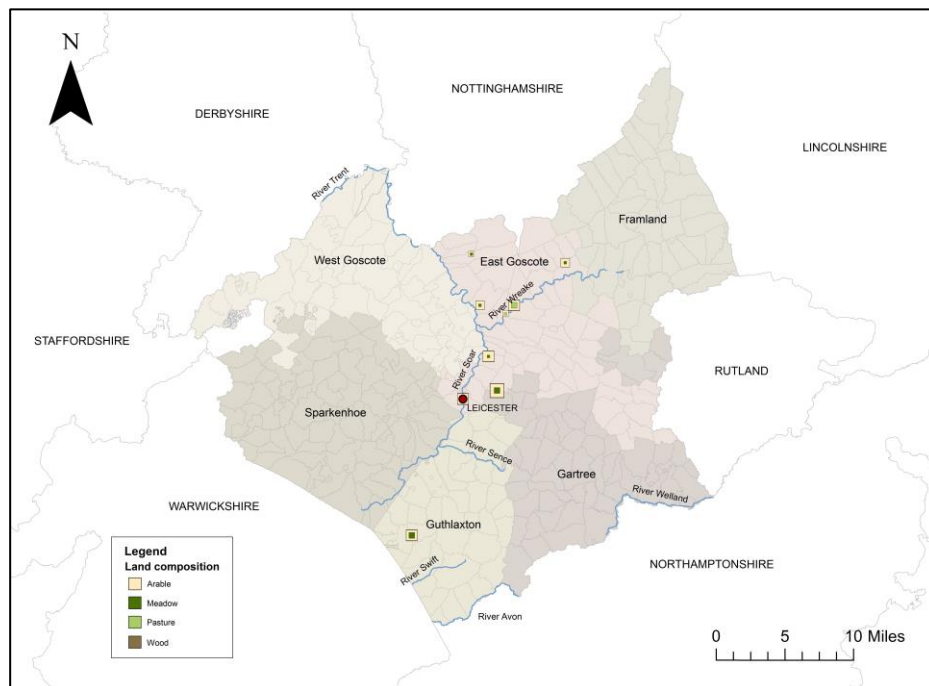 N
NOTTINGHAMSHIRE
DERBYSHIRE
LINCOLNSHIRE
River Trent
Framland
West Goscote
East Goscote
River Wreake
STAFFORDSHIRE
River Soar
RUTLAND
LEICESTER
Sparkenhoe
River Sence
Gartree
River Welland
WARWICKSHIRE
Guthlaxton
River Swift
NORTHAMPTONSHIRE
River Avon
Legend
Land composition
Arable
Meadow
Pasture
Wood
0 5 10 Miles